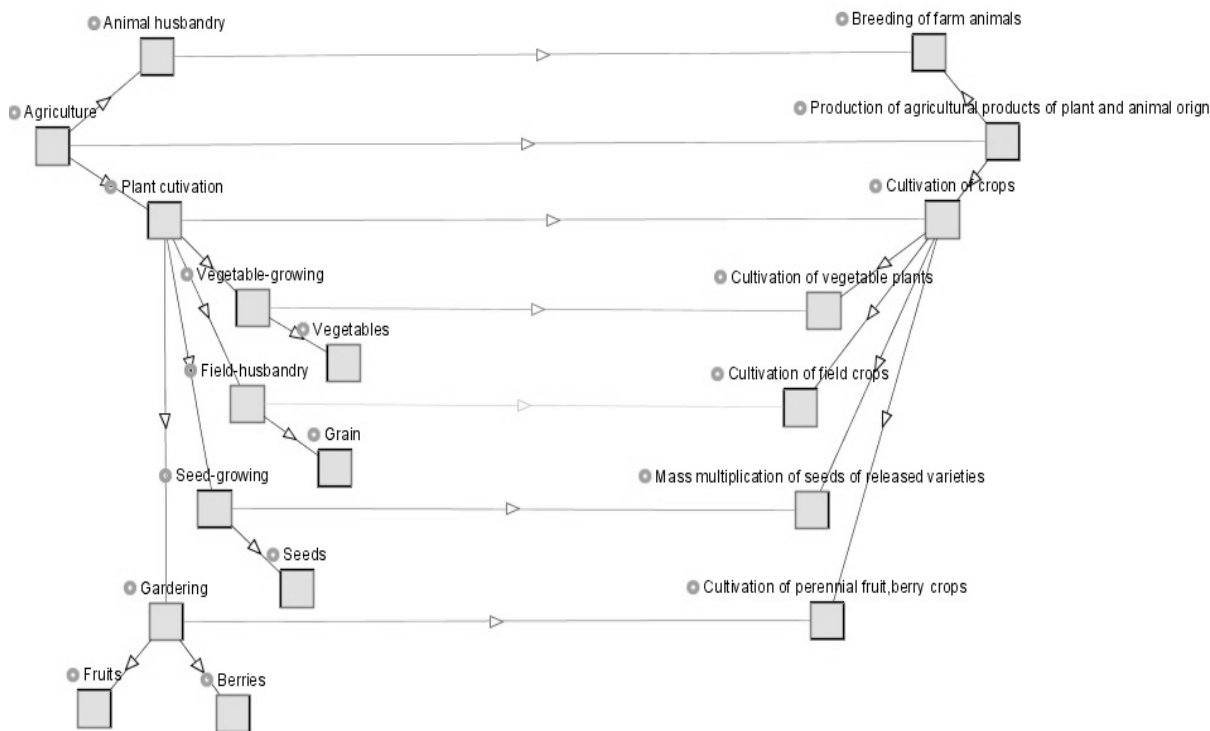 Animal husbandry
Breeding of farm animals
Agriculture
Production of agricultural products of plant and animal orign
Plant cutivation
Cultivation of crops
Vegetable-growing
Cultivation of vegetable plants
Vegetables
Field-husbandry
Cultivation of field crops
Grain
Seed-growing
Mass multiplication of seeds of released varieties
Seeds
Gardering
Cultivation of perennial fruit,berry crops
Fruits
Berries